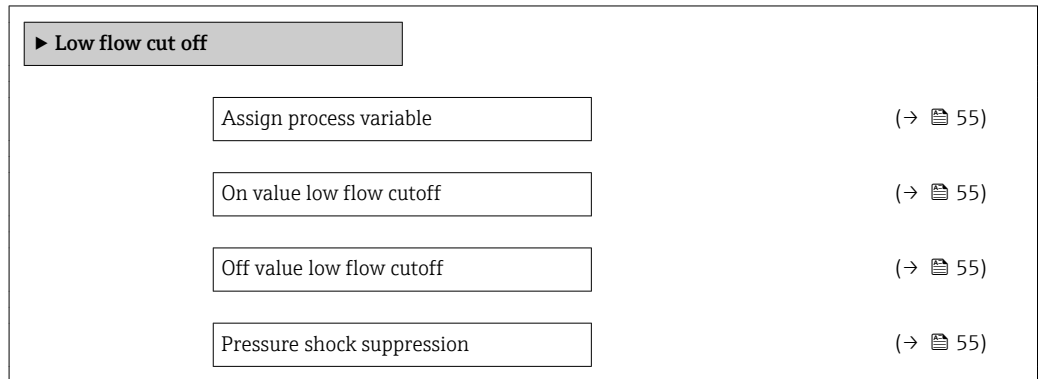 ▶ Low flow cut off
Assign process variable (→ 🖺 55)
On value low flow cutoff (→ 🖺 55)
Off value low flow cutoff (→ 🖺 55)
Pressure shock suppression (→ 🖺 55)